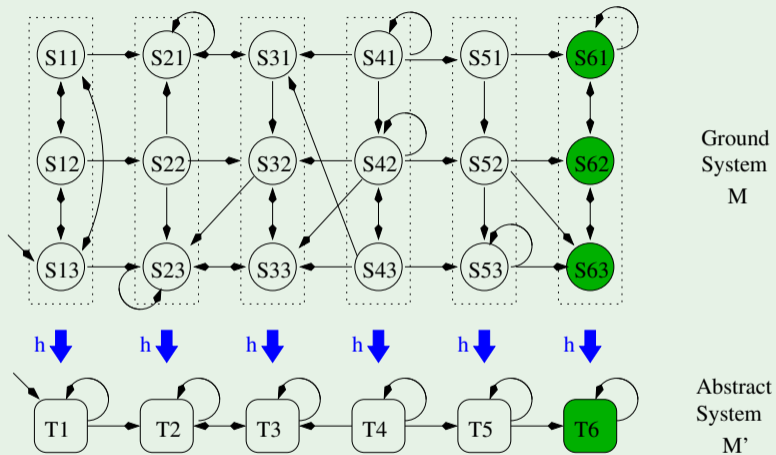 S11 S21 S31 S41 S51 S61
S12 S22 S32 S42 S52 S62
S13 S23 S33 S43 S53 S63
Ground
System
M
h h h h h h
T1 T2 T3 T4 T5 T6
Abstract
System
M'